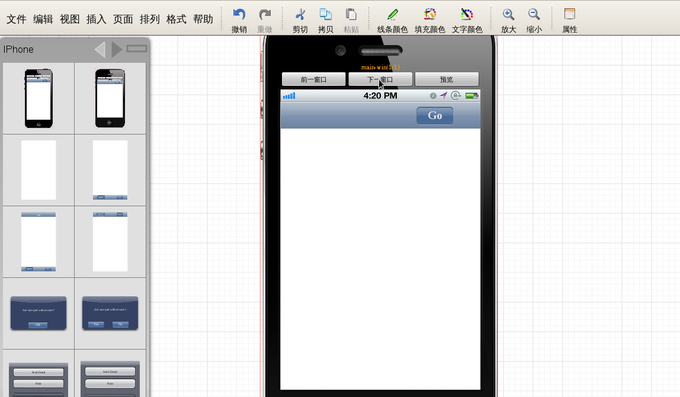 文件 编辑 视图 插入 页面 排列 格式 帮助
撤销 重做 剪切 拷贝 粘贴 线条颜色 填充颜色 文字颜色 放大 缩小 属性
IPhone
前一窗口 下一窗口 预览
4:20 PM
Go